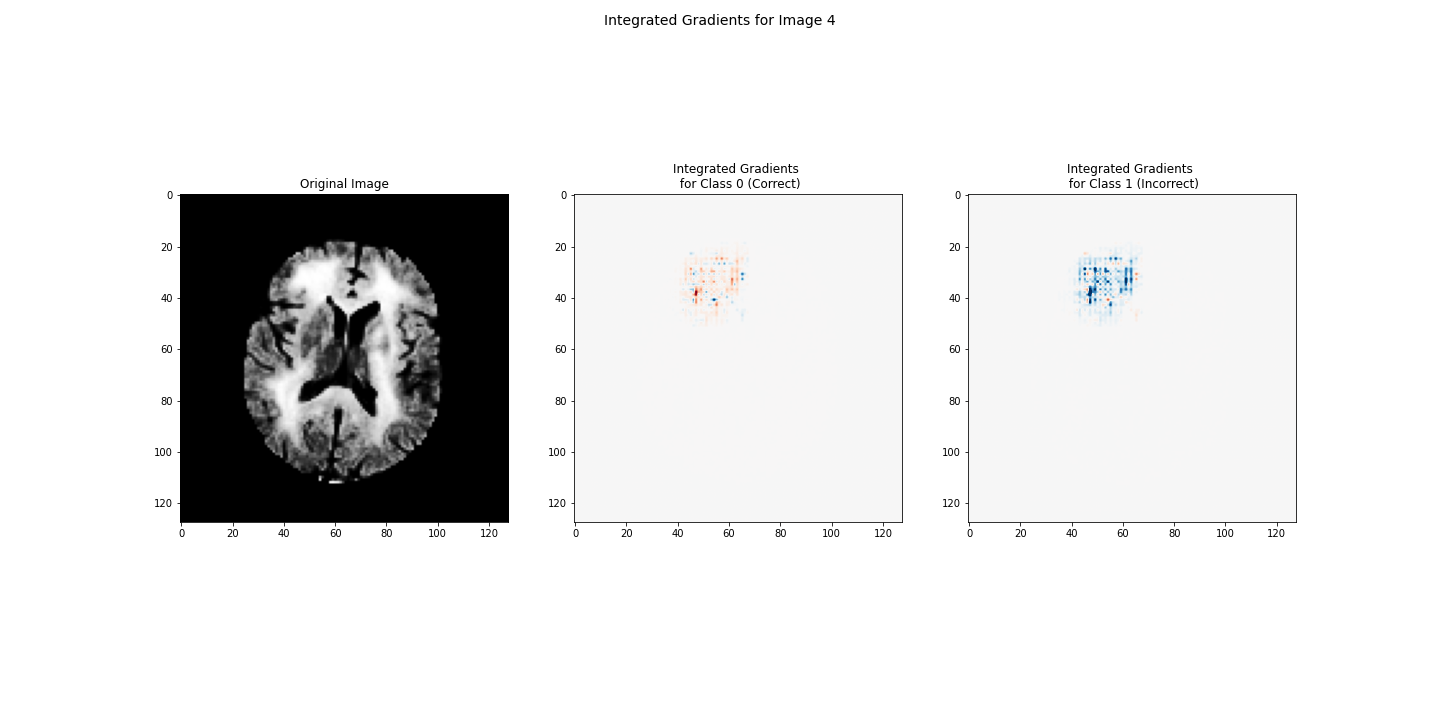 Integrated Gradients for Image 4
Original Image
0
20
40
60
80
100
120
0 20 40 60 80 100 120
Integrated Gradients
for Class 0 (Correct)
0
20
40
60
80
100
120
0 20 40 60 80 100 120
Integrated Gradients
for Class 1 (Incorrect)
0
20
40
60
80
100
120
0 20 40 60 80 100 120